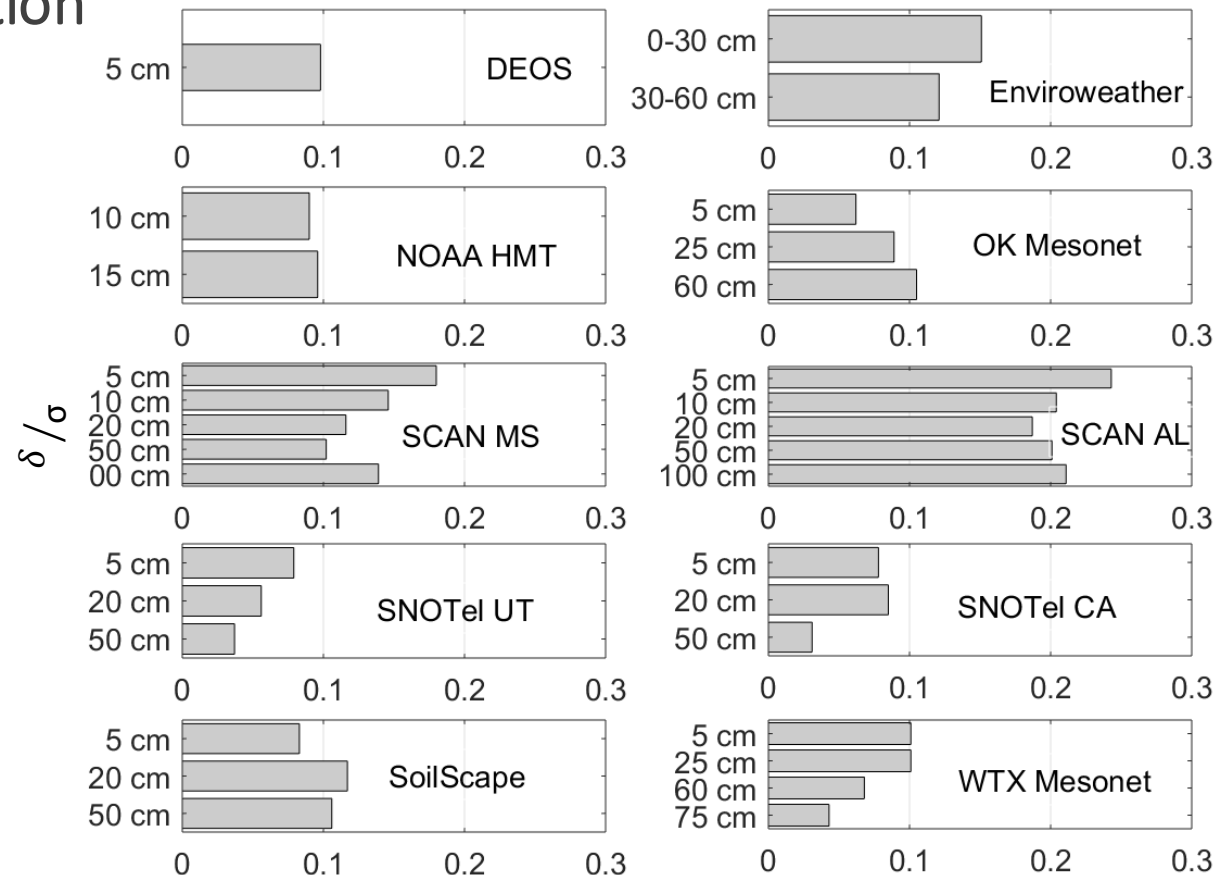 5 cm
DEOS
0 0.1 0.2 0.3
0-30 cm
30-60 cm
Enviroweather
0 0.1 0.2 0.3
10 cm
15 cm
NOAA HMT
0 0.1 0.2 0.3
5 cm
25 cm
60 cm
OK Mesonet
0 0.1 0.2 0.3
δ/σ
5 cm
10 cm
20 cm
50 cm
00 cm
SCAN MS
0 0.1 0.2 0.3
5 cm
10 cm
20 cm
50 cm
100 cm
SCAN AL
0 0.1 0.2 0.3
5 cm
20 cm
50 cm
SNOTel UT
0 0.1 0.2 0.3
5 cm
20 cm
50 cm
SNOTel CA
0 0.1 0.2 0.3
5 cm
20 cm
50 cm
SoilScape
0 0.1 0.2 0.3
5 cm
25 cm
60 cm
75 cm
WTX Mesonet
0 0.1 0.2 0.3